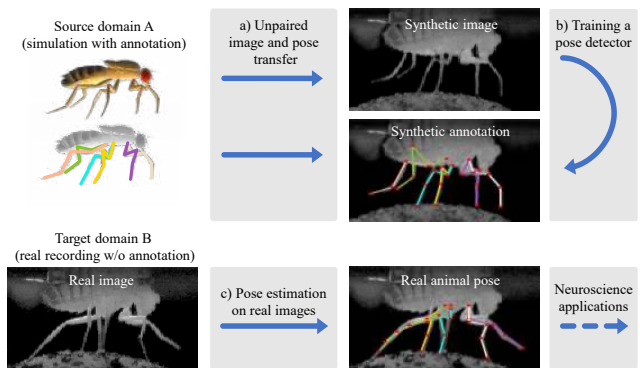 Source domain A
(simulation with annotation)
a) Unpaired
image and pose
transfer
Synthetic image
b) Training a
pose detector
Synthetic annotation
Target domain B
(real recording w/o annotation)
Real image
c) Pose estimation
on real images
Real animal pose
Neuroscience
applications